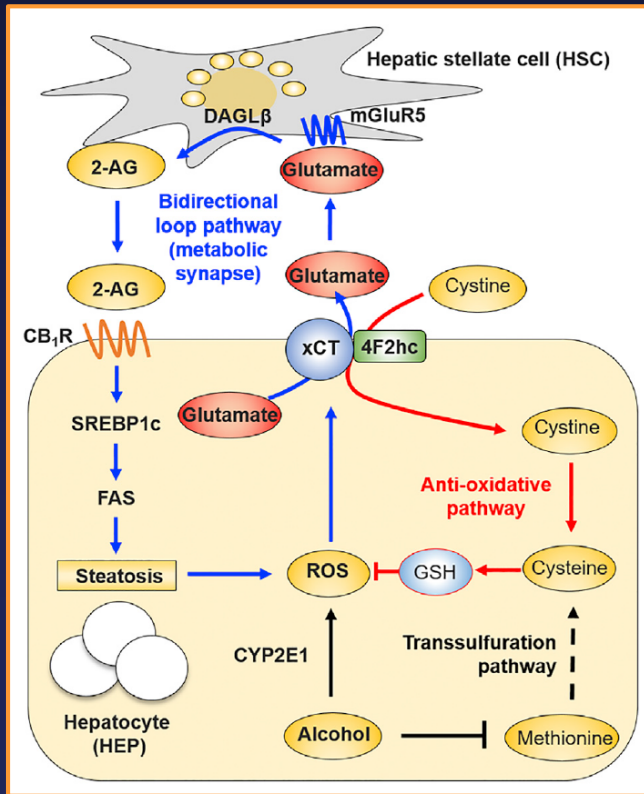 Hepatic stellate cell (HSC)
DAGLβ
mGluR5
2-AG
Glutamate
Bidirectional
loop pathway
(metabolic
synapse)
2-AG
Glutamate
Cystine
CB₁R
xCT
4F2hc
Glutamate
SREBP1c
Cystine
FAS
Anti-oxidative
pathway
Steatosis
ROS
GSH
Cysteine
CYP2E1
Transsulfuration
pathway
Hepatocyte
(HEP)
Alcohol
Methionine